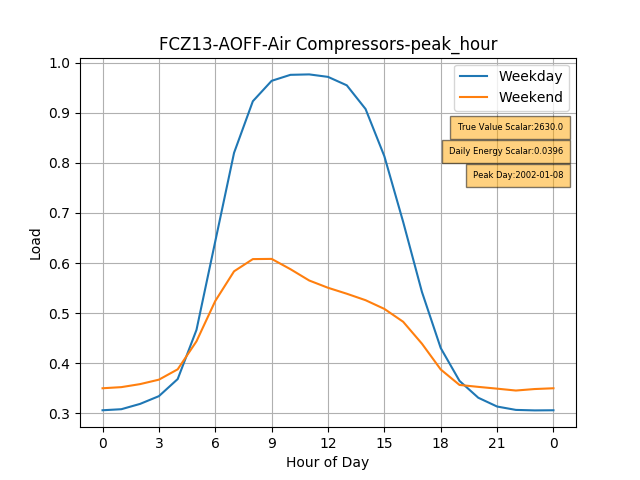 FCZ13-AOFF-Air Compressors-peak_hour
1.0
0.9
0.8
0.7
0.6
0.5
0.4
0.3
Load
Weekday
Weekend
True Value Scalar:2630.0
Daily Energy Scalar:0.0396
Peak Day:2002-01-08
0 3 6 9 12 15 18 21 0
Hour of Day